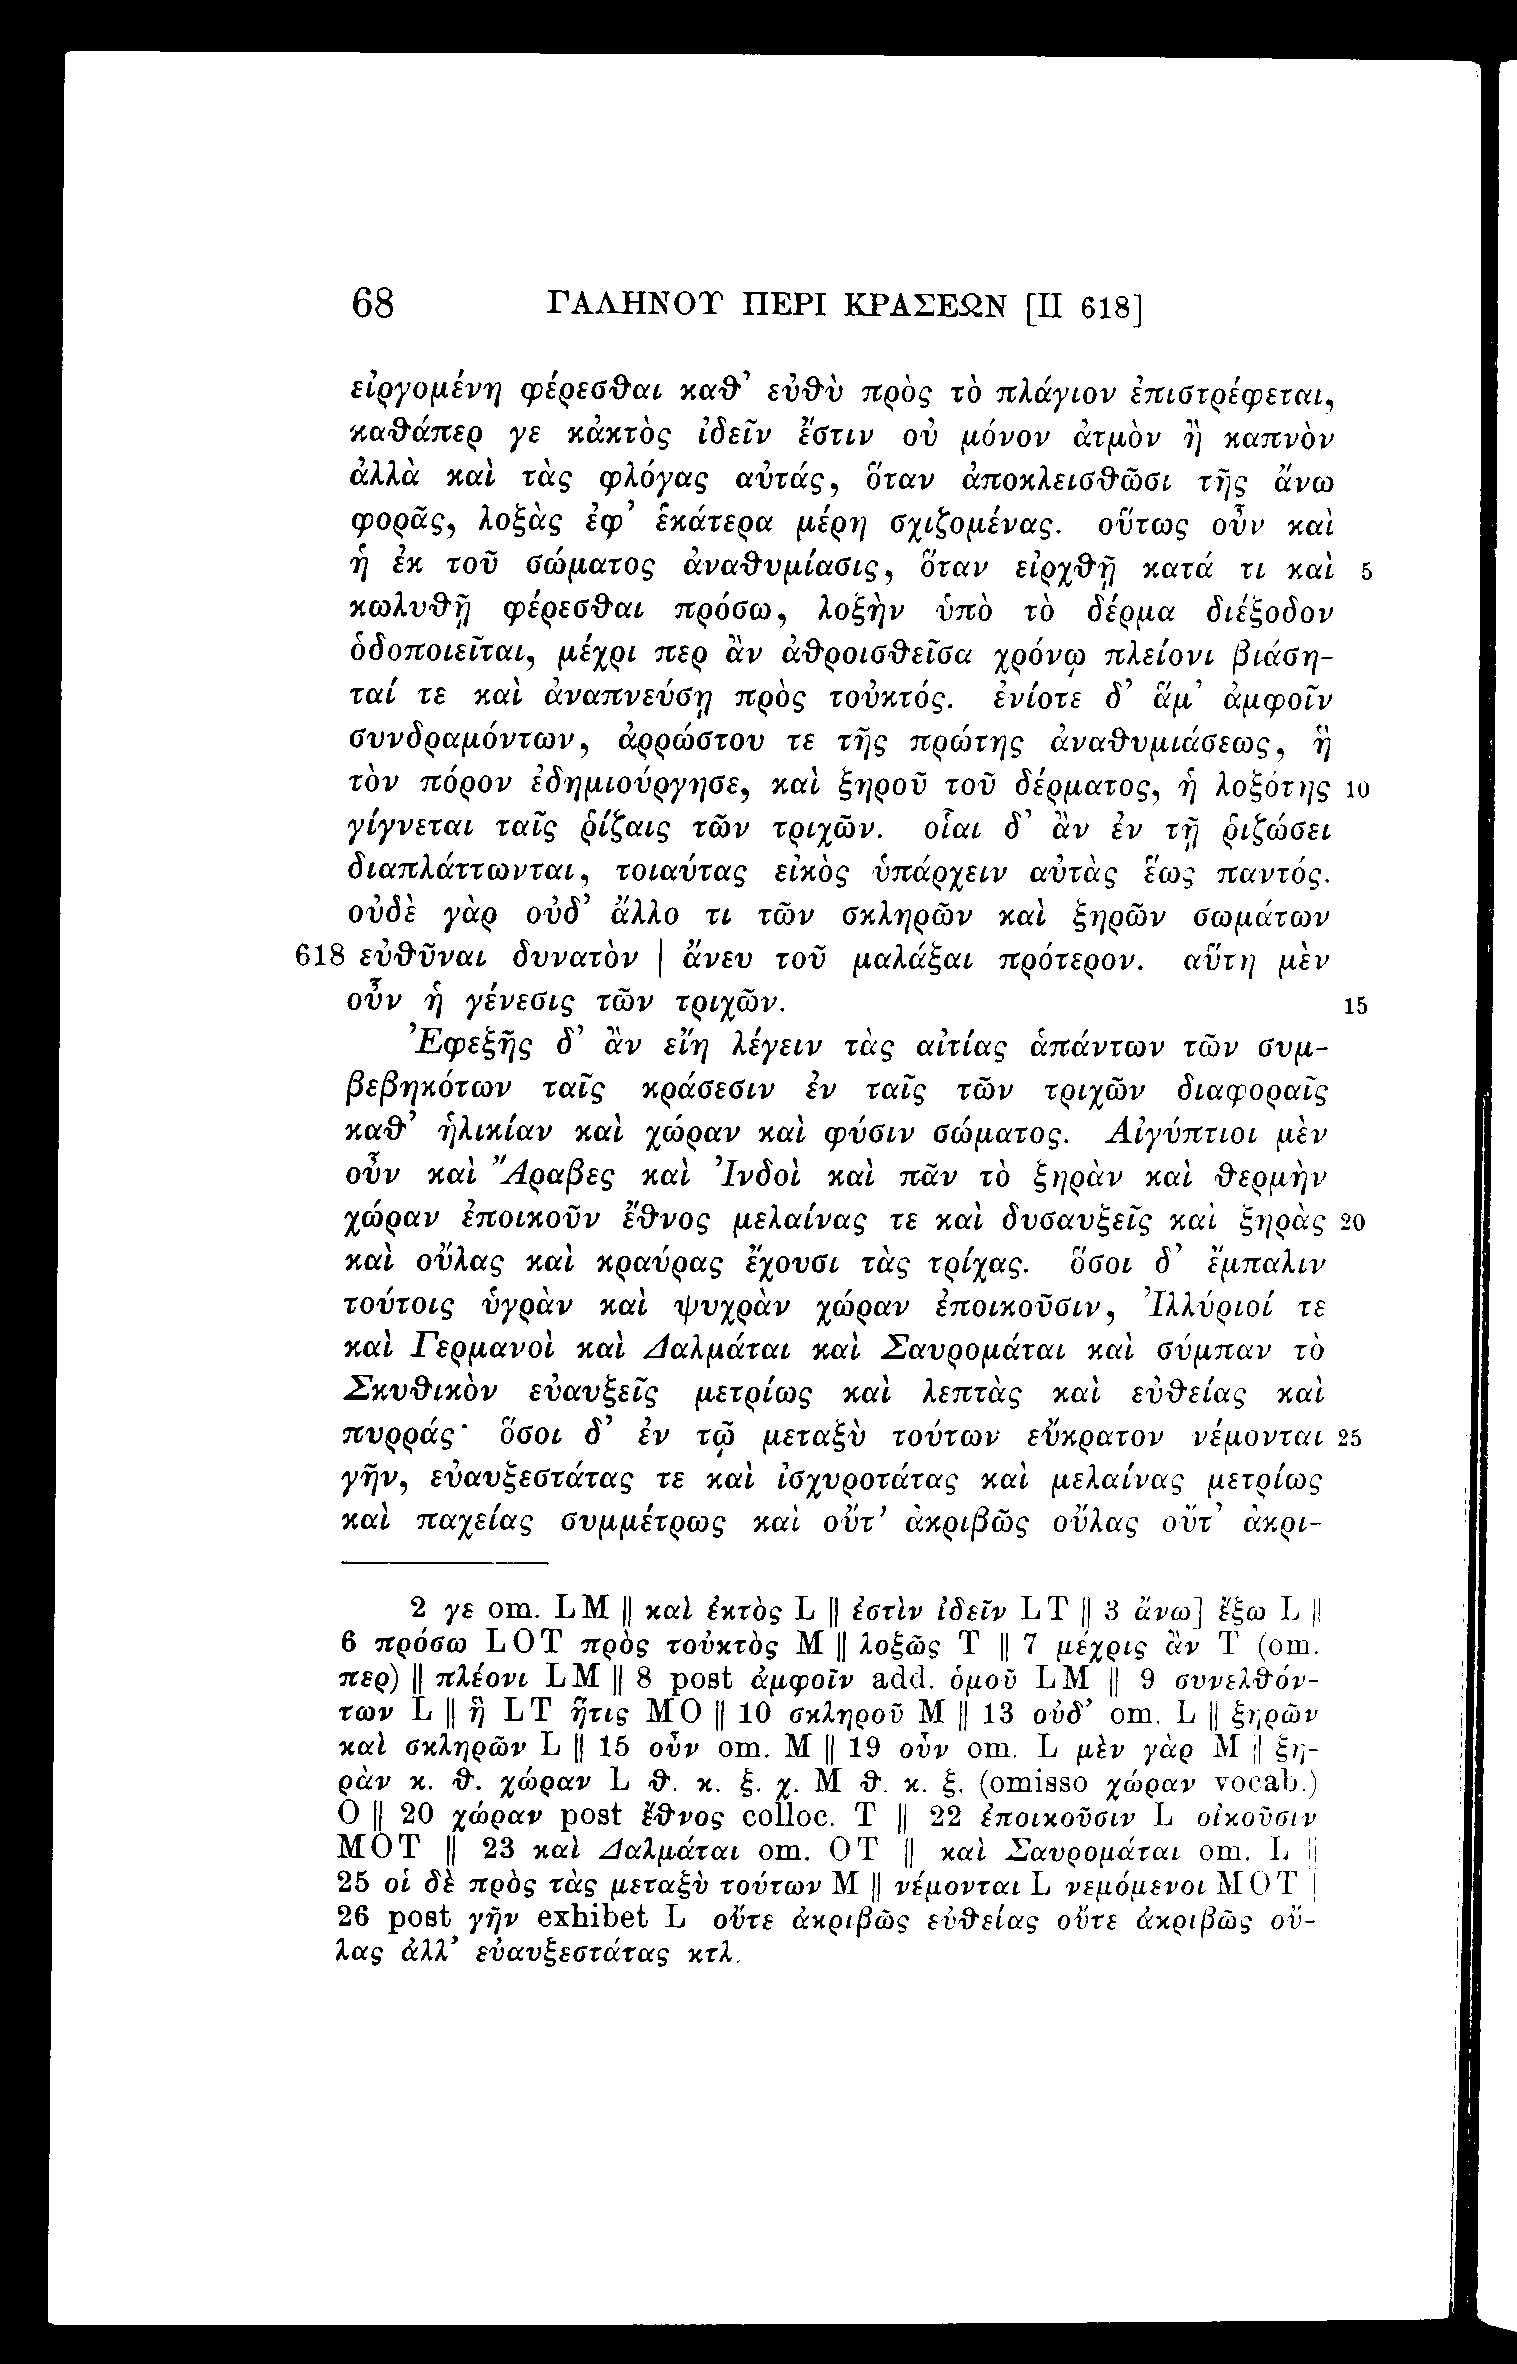 68 ΓΑΛΗΝΟΥ ΠΕΡΙ ΚΡΑΣΕΩΝ [II 618]
εἰργομένη φέρεσθαι καθ’ εὐθὺ πρὸς τὸ πλάγιον ἐπιστρέφεται,
καθάπερ γε κἀκτὸς ἰδεῖν ἔστιν οὐ μόνον ἀτμὸν ἢ καπνὸν
ἀλλὰ καὶ τὰς φλόγας αὐτάς, ὅταν ἀποκλεισθῶσι τῆς ἄνω
φορᾶς, λοξὰς ἐφ’ ἑκάτερα μέρη σχιζομένας. οὕτως οὖν καὶ
ἡ ἐκ τοῦ σώματος ἀναθυμίασις, ὅταν εἰρχθῇ κατά τι καὶ 5
κωλυθῇ φέρεσθαι πρόσω, λοξὴν ὑπὸ τὸ δέρμα διέξοδον
ὁδοποιεῖται, μέχρι περ ἂν ἀθροισθεῖσα χρόνῳ πλείονι βιάση-
ταί τε καὶ ἀναπνεύσῃ πρὸς τοὐκτός. ἐνίοτε δ’ ἅμ’ ἀμφοῖν
συνδραμόντων, ἀρρώστου τε τῆς πρώτης ἀναθυμιάσεως, ἣ
τὸν πόρον ἐδημιούργησε, καὶ ξηροῦ τοῦ δέρματος, ἡ λοξότης 10
γίγνεται ταῖς ῥίζαις τῶν τριχῶν. οἷαι δ’ ἂν ἐν τῇ ῥιζώσει
διαπλάττωνται, τοιαύτας εἰκὸς ὑπάρχειν αὐτὰς ἕως παντός.
οὐδὲ γὰρ οὐδ’ ἄλλο τι τῶν σκληρῶν καὶ ξηρῶν σωμάτων
618 εὐθῦναι δυνατὸν | ἄνευ τοῦ μαλάξαι πρότερον. αὕτη μὲν
οὖν ἡ γένεσις τῶν τριχῶν. 15
Ἐφεξῆς δ’ ἂν εἴη λέγειν τὰς αἰτίας ἁπάντων τῶν συμ-
βεβηκότων ταῖς κράσεσιν ἐν ταῖς τῶν τριχῶν διαφοραῖς
καθ’ ἡλικίαν καὶ χώραν καὶ φύσιν σώματος. Αἰγύπτιοι μὲν
οὖν καὶ Ἄραβες καὶ Ἰνδοὶ καὶ πᾶν τὸ ξηρὰν καὶ θερμὴν
χώραν ἐποικοῦν ἔθνος μελαίνας τε καὶ δυσαυξεῖς καὶ ξηρὰς 20
καὶ οὔλας καὶ κραύρας ἔχουσι τὰς τρίχας. ὅσοι δ’ ἔμπαλιν
τούτοις ὑγρὰν καὶ ψυχρὰν χώραν ἐποικοῦσιν, Ἰλλύριοί τε
καὶ Γερμανοὶ καὶ Δαλμάται καὶ Σαυρομάται καὶ σύμπαν τὸ
Σκυθικὸν εὐαυξεῖς μετρίως καὶ λεπτὰς καὶ εὐθείας καὶ
πυρράς· ὅσοι δ’ ἐν τῷ μεταξὺ τούτων εὔκρατον νέμονται 25
γῆν, εὐαυξεστάτας τε καὶ ἰσχυροτάτας καὶ μελαίνας μετρίως
καὶ παχείας συμμέτρως καὶ οὔτ’ ἀκριβῶς οὔλας οὔτ’ ἀκρι-
2 γε om. LM || καὶ ἐκτὸς L || ἐστὶν ἰδεῖν LT || 3 ἄνω] ἔξω L ||
6 πρόσω LOT πρὸς τοὐκτὸς M || λοξῶς T || 7 μέχρις ἂν T (om.
περ) || πλέονι LM || 8 post ἀμφοῖν add. ὁμοῦ LM || 9 συνελθόν-
των L || ἣ LT ἥτις MO || 10 σκληροῦ M || 13 οὐδ’ om. L || ξηρῶν
καὶ σκληρῶν L || 15 οὖν om. M || 19 οὖν om. L μὲν γὰρ M || ξη-
ρὰν κ. θ. χώραν L θ. κ. ξ. χ. M θ. κ. ξ. (omisso χώραν vocab.)
O || 20 χώραν post ἔθνος colloc. T || 22 ἐποικοῦσιν L οἰκοῦσιν
MOT || 23 καὶ Δαλμάται om. OT || καὶ Σαυρομάται om. L ||
25 οἱ δὲ πρὸς τὰς μεταξὺ τούτων M || νέμονται L νεμόμενοι MOT |
26 post γῆν exhibet L οὔτε ἀκριβῶς εὐθείας οὔτε ἀκριβῶς οὔ-
λας ἀλλ’ εὐαυξεστάτας κτλ.